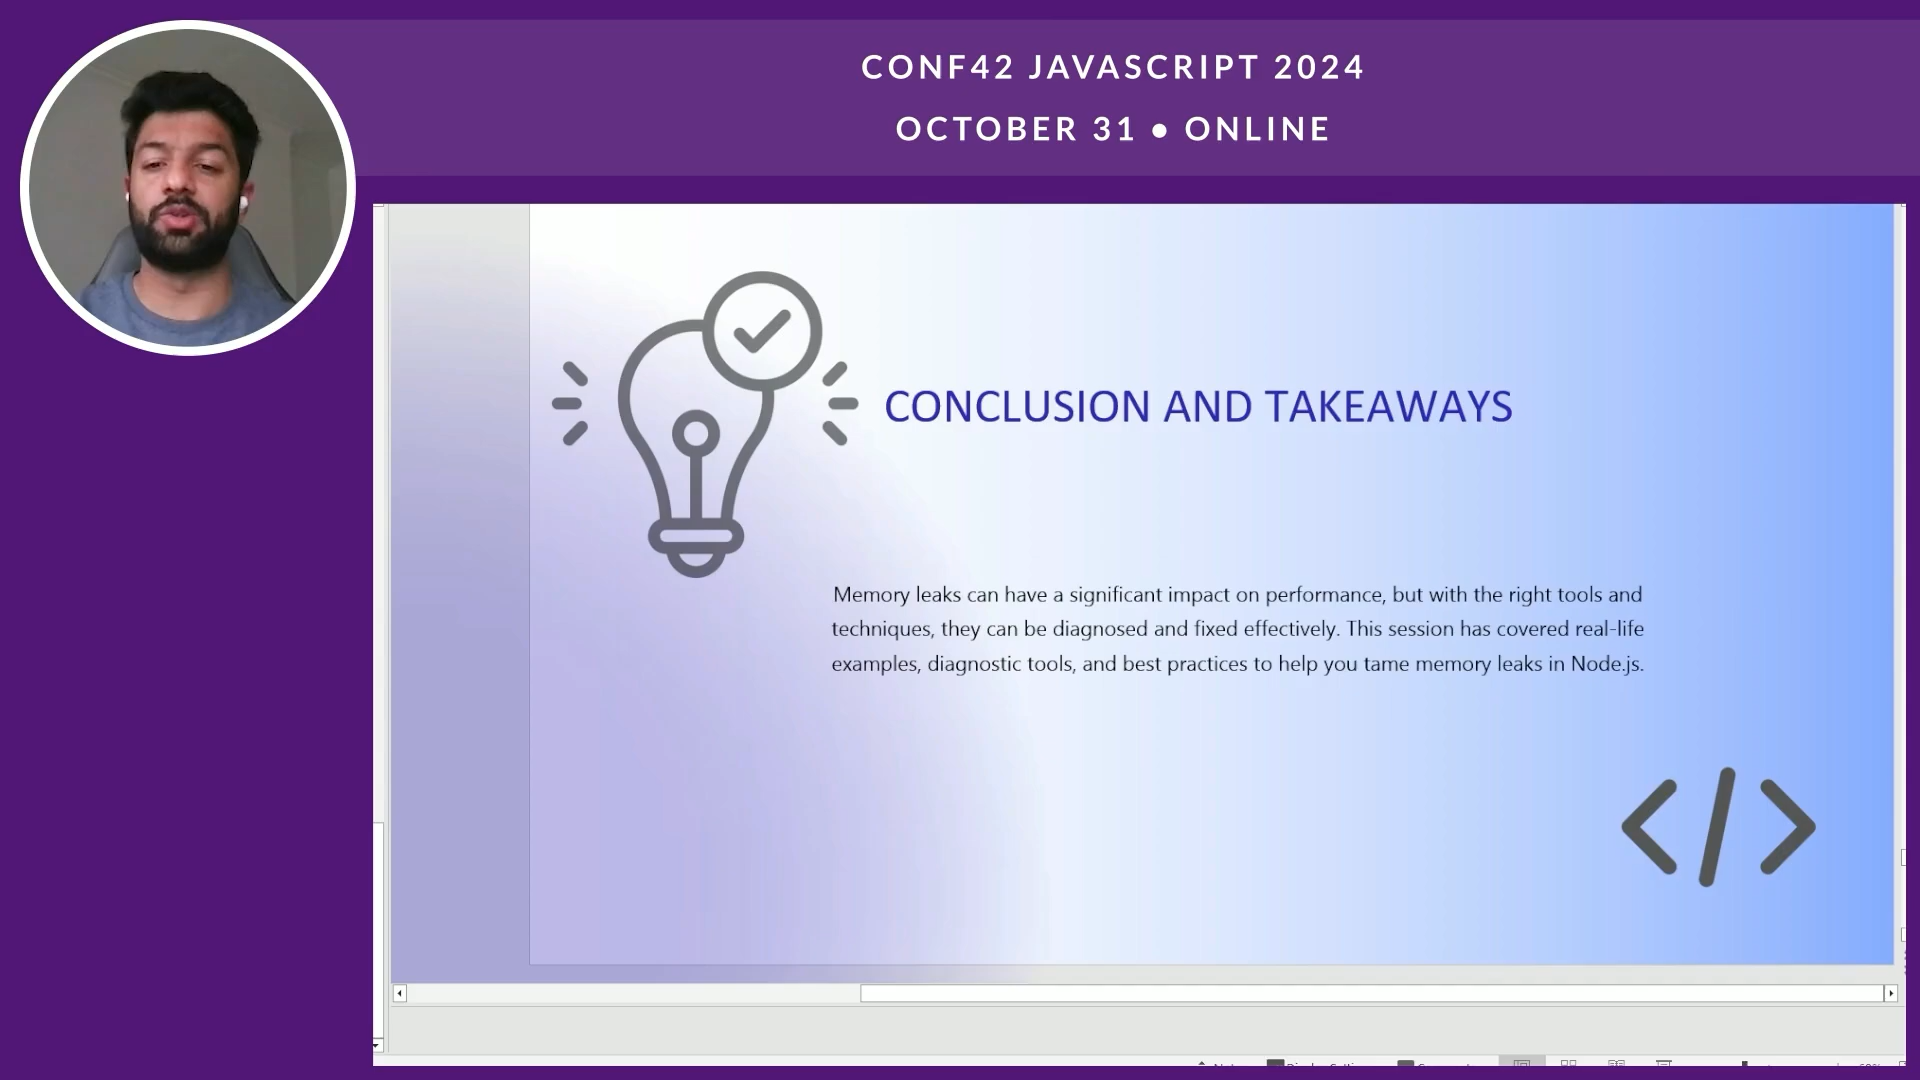 CONF42 JAVASCRIPT 2024
OCTOBER 31 • ONLINE
CONCLUSION AND TAKEAWAYS
Memory leaks can have a significant impact on performance, but with the right tools and
techniques, they can be diagnosed and fixed effectively. This session has covered real-life
examples, diagnostic tools, and best practices to help you tame memory leaks in Node.js.